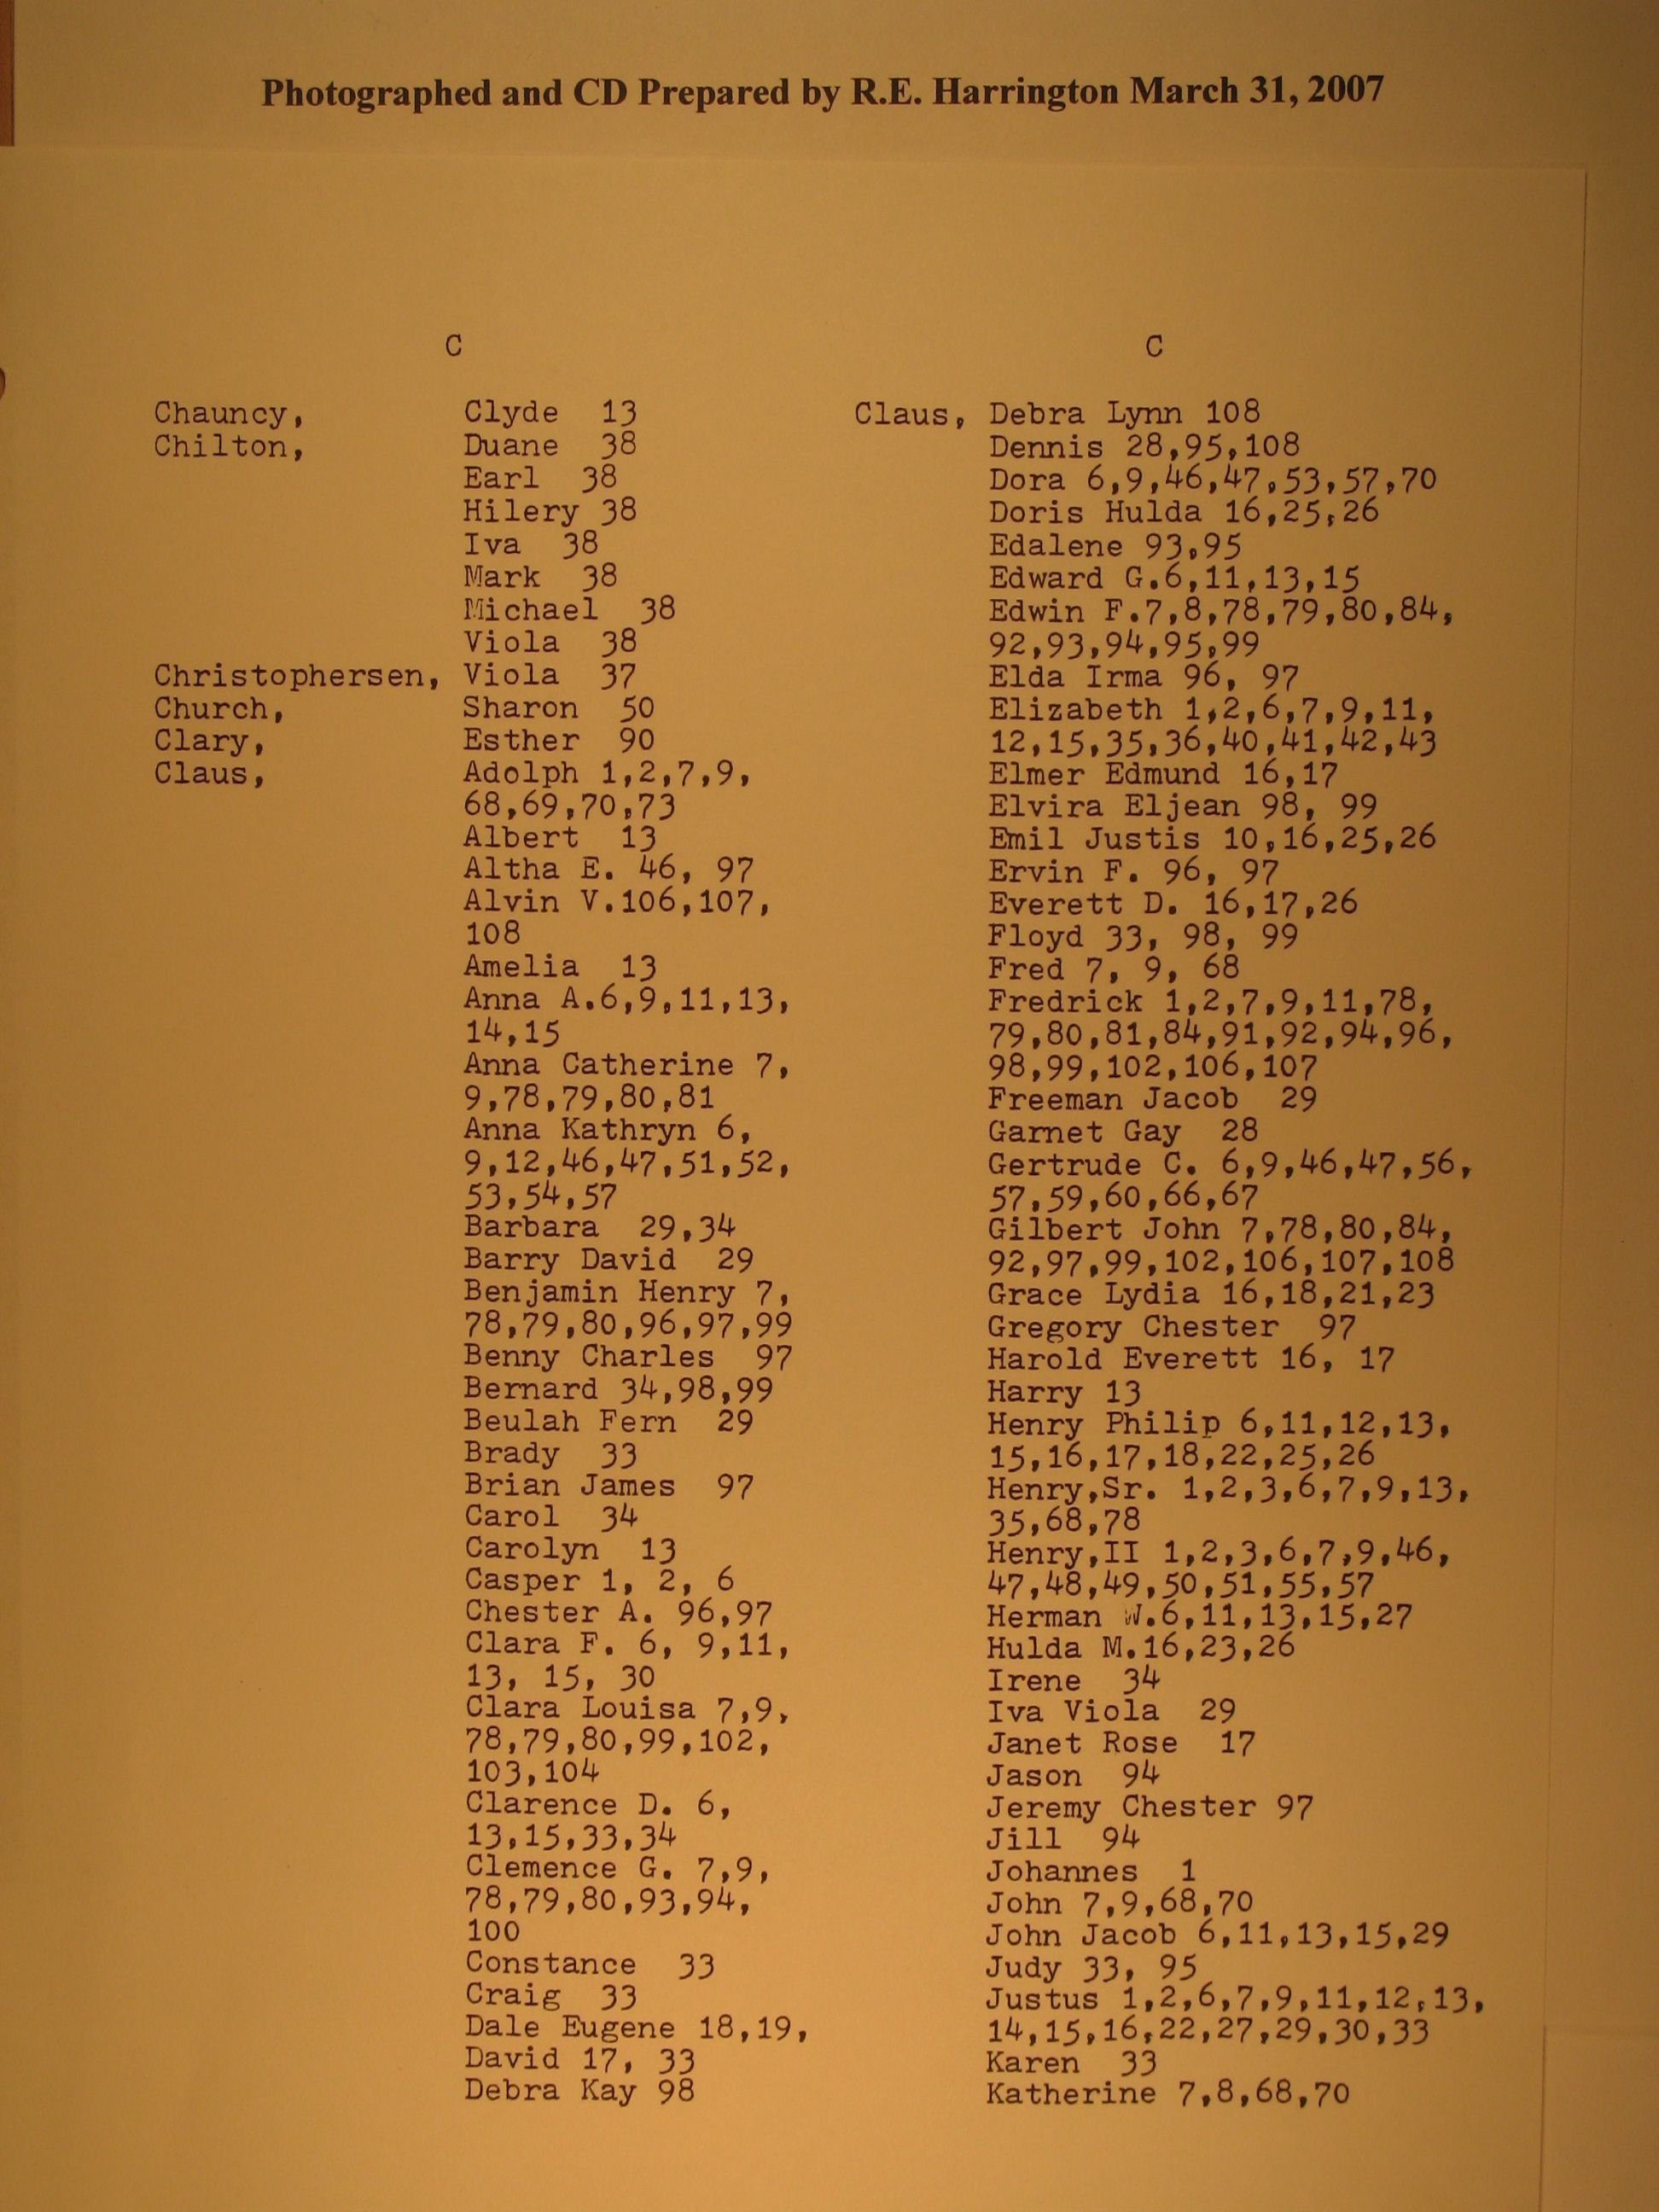 Photographed and CD Prepared by R.E. Harrington March 31, 2007
C
Chauncy, Clyde 13
Chilton, Duane 38
Earl 38
Hilery 38
Iva 38
Mark 38
Michael 38
Viola 38
Christophersen, Viola 37
Church, Sharon 50
Clary, Esther 90
Claus, Adolph 1,2,7,9,
68,69,70,73
Albert 13
Altha E. 46, 97
Alvin V.106,107,
108
Amelia 13
Anna A.6,9,11,13,
14,15
Anna Catherine 7,
9,78,79,80,81
Anna Kathryn 6,
9,12,46,47,51,52,
53,54,57
Barbara 29,34
Barry David 29
Benjamin Henry 7,
78,79,80,96,97,99
Benny Charles 97
Bernard 34,98,99
Beulah Fern 29
Brady 33
Brian James 97
Carol 34
Carolyn 13
Casper 1, 2, 6
Chester A. 96,97
Clara F. 6, 9,11,
13, 15, 30
Clara Louisa 7,9,
78,79,80,99,102,
103,104
Clarence D. 6,
13,15,33,34
Clemence G. 7,9,
78,79,80,93,94,
100
Constance 33
Craig 33
Dale Eugene 18,19,
David 17, 33
Debra Kay 98
C
Claus, Debra Lynn 108
Dennis 28,95,108
Dora 6,9,46,47,53,57,70
Doris Hulda 16,25,26
Edalene 93,95
Edward G.6,11,13,15
Edwin F.7,8,78,79,80,84,
92,93,94,95,99
Elda Irma 96, 97
Elizabeth 1,2,6,7,9,11,
12,15,35,36,40,41,42,43
Elmer Edmund 16,17
Elvira Eljean 98, 99
Emil Justis 10,16,25,26
Ervin F. 96, 97
Everett D. 16,17,26
Floyd 33, 98, 99
Fred 7, 9, 68
Fredrick 1,2,7,9,11,78,
79,80,81,84,91,92,94,96,
98,99,102,106,107
Freeman Jacob 29
Garnet Gay 28
Gertrude C. 6,9,46,47,56,
57,59,60,66,67
Gilbert John 7,78,80,84,
92,97,99,102,106,107,108
Grace Lydia 16,18,21,23
Gregory Chester 97
Harold Everett 16, 17
Harry 13
Henry Philip 6,11,12,13,
15,16,17,18,22,25,26
Henry,Sr. 1,2,3,6,7,9,13,
35,68,78
Henry,II 1,2,3,6,7,9,46,
47,48,49,50,51,55,57
Herman W.6,11,13,15,27
Hulda M.16,23,26
Irene 34
Iva Viola 29
Janet Rose 17
Jason 94
Jeremy Chester 97
Jill 94
Johannes 1
John 7,9,68,70
John Jacob 6,11,13,15,29
Judy 33, 95
Justus 1,2,6,7,9,11,12,13,
14,15,16,22,27,29,30,33
Karen 33
Katherine 7,8,68,70